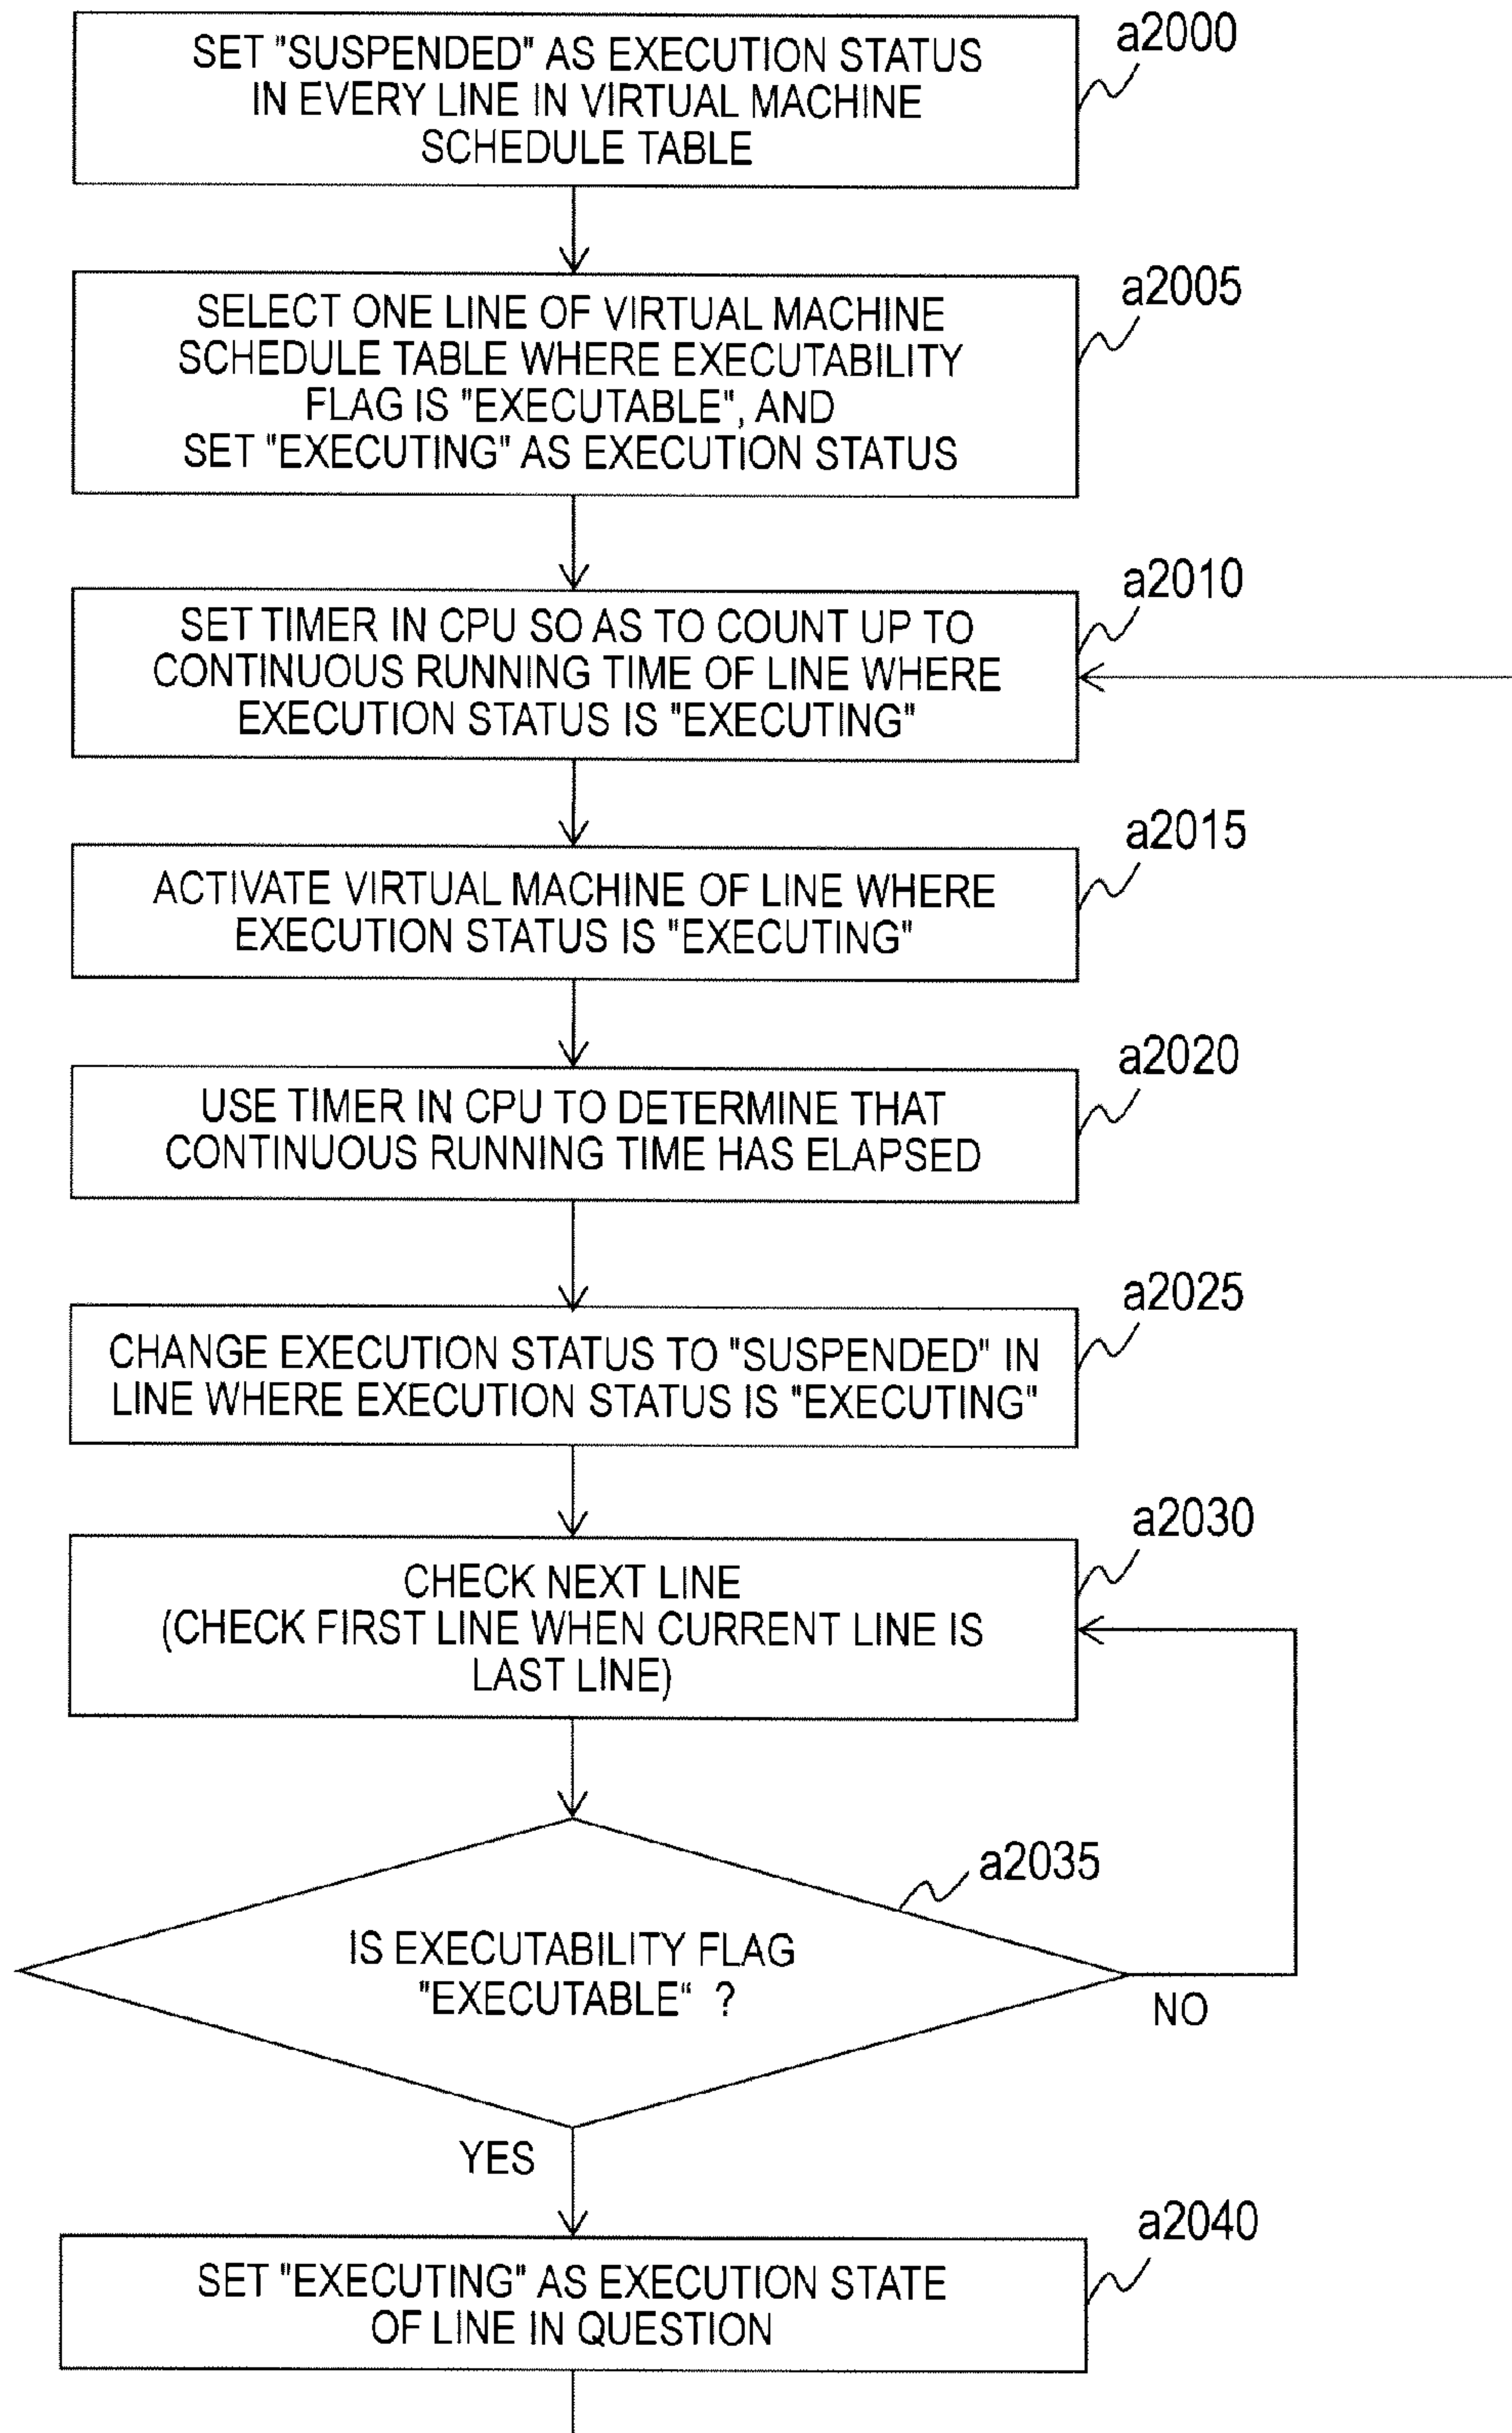 a2000
SET "SUSPENDED" AS EXECUTION STATUS
IN EVERY LINE IN VIRTUAL MACHINE
SCHEDULE TABLE
a2005
SELECT ONE LINE OF VIRTUAL MACHINE
SCHEDULE TABLE WHERE EXECUTABILITY
FLAG IS "EXECUTABLE", AND
SET "EXECUTING" AS EXECUTION STATUS
a2010
SET TIMER IN CPU SO AS TO COUNT UP TO
CONTINUOUS RUNNING TIME OF LINE WHERE
EXECUTION STATUS IS "EXECUTING"
a2015
ACTIVATE VIRTUAL MACHINE OF LINE WHERE
EXECUTION STATUS IS "EXECUTING"
a2020
USE TIMER IN CPU TO DETERMINE THAT
CONTINUOUS RUNNING TIME HAS ELAPSED
a2025
CHANGE EXECUTION STATUS TO "SUSPENDED" IN
LINE WHERE EXECUTION STATUS IS "EXECUTING"
a2030
CHECK NEXT LINE
(CHECK FIRST LINE WHEN CURRENT LINE IS
LAST LINE)
a2035
IS EXECUTABILITY FLAG
"EXECUTABLE" ?
NO
YES
a2040
SET "EXECUTING" AS EXECUTION STATE
OF LINE IN QUESTION